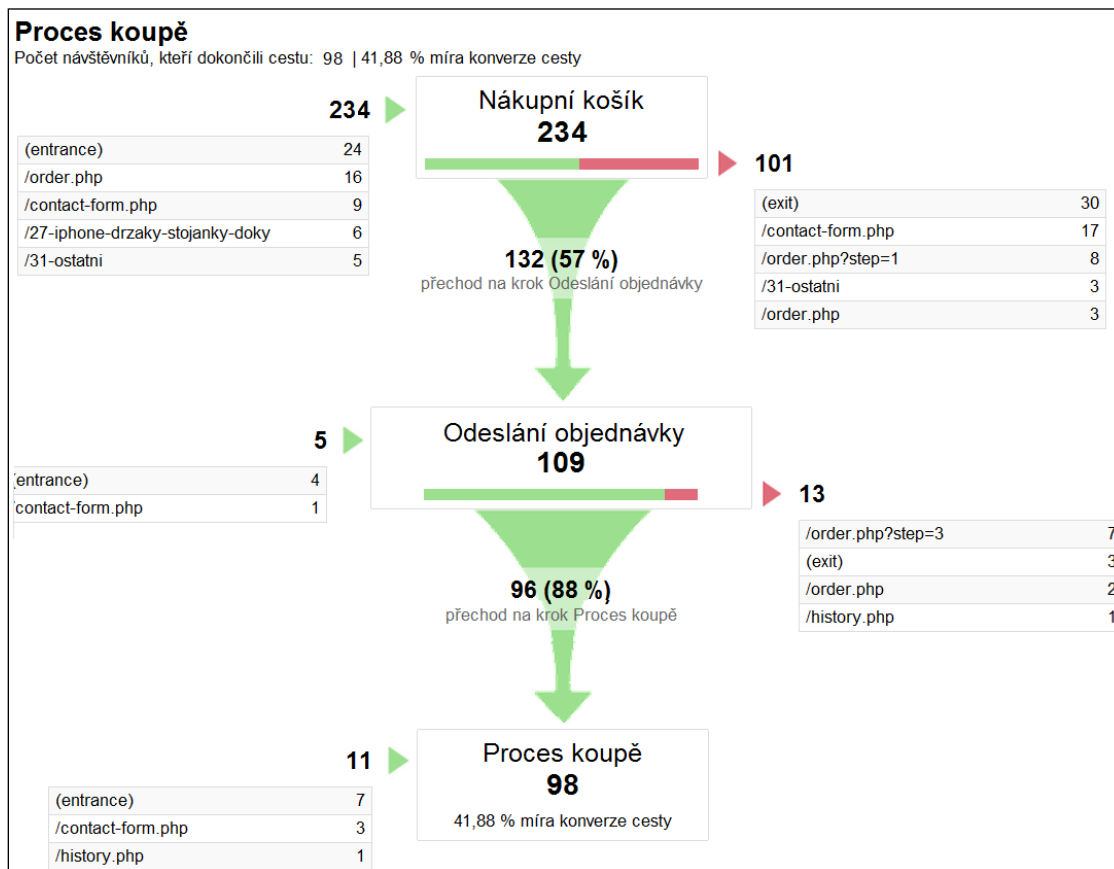 Proces koupě
Počet návštěvníků, kteří dokončili cestu: 98 | 41,88 % míra konverze cesty
234
Nákupní košík
234
(entrance) 24
/order.php 16
/contact-form.php 9
/27-iphone-drzaky-stojanky-doky 6
/31-ostatni 5
101
(exit) 30
/contact-form.php 17
/order.php?step=1 8
/31-ostatni 3
/order.php 3
132 (57 %)
přechod na krok Odeslání objednávky
5
Odeslání objednávky
109
(entrance) 4
/contact-form.php 1
13
/order.php?step=3 7
(exit) 3
/order.php 2
/history.php 1
96 (88 %)
přechod na krok Proces koupě
11
Proces koupě
98
41,88 % míra konverze cesty
(entrance) 7
/contact-form.php 3
/history.php 1